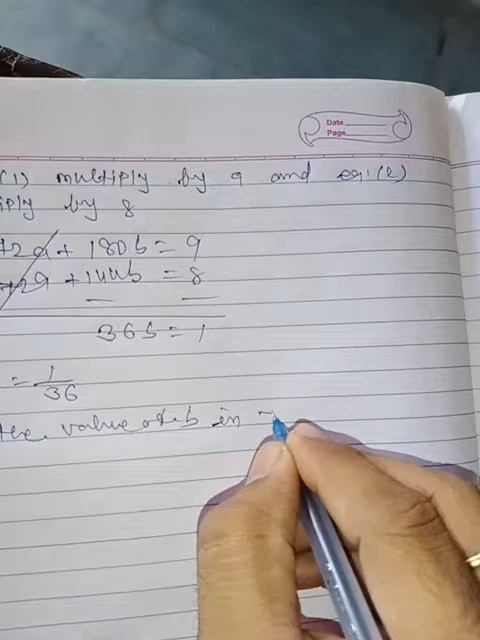 Date
Page
(1) multiply by 9 and eqn (2)
iply by 8
72a + 180b = 9
72a + 144b = 8
— —
36b = 1
= 1/36
the value of b in